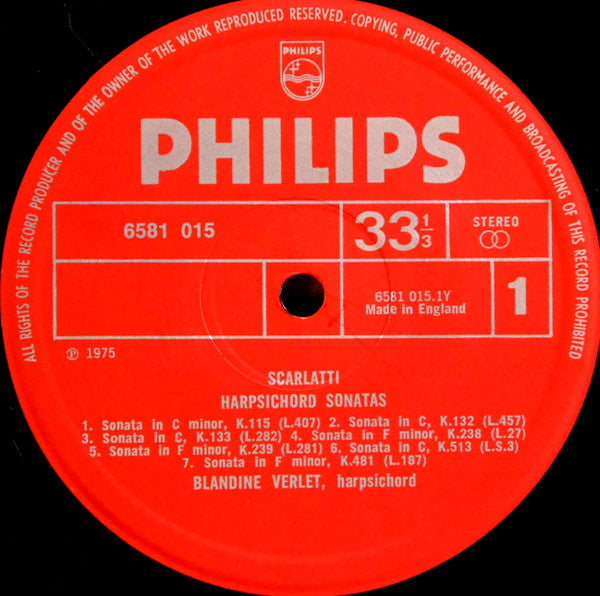 ALL RIGHTS OF THE RECORD PRODUCER AND OF THE OWNER OF THE WORK REPRODUCED RESERVED. COPYING, PUBLIC PERFORMANCE AND BROADCASTING OF THIS RECORD PROHIBITED
PHILIPS
PHILIPS
6581 015
33 1/3
STEREO
6581 015.1Y
Made in England
1
℗ 1975
SCARLATTI
HARPSICHORD SONATAS
1. Sonata in C minor, K.115 (L.407) 2. Sonata in C, K.132 (L.457)
3. Sonata in C, K.133 (L.282) 4. Sonata in F minor, K.238 (L.27)
5. Sonata in F minor, K.239 (L.281) 6. Sonata in C, K.513 (L.S.3)
7. Sonata in F minor, K.481 (L.187)
BLANDINE VERLET, harpsichord